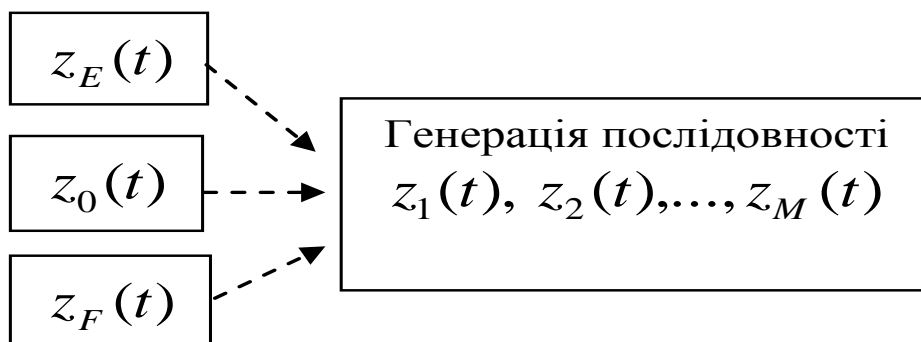 z_E(t)
z_0(t)
z_F(t)
Генерація послідовності
z_1(t), z_2(t),..., z_M(t)